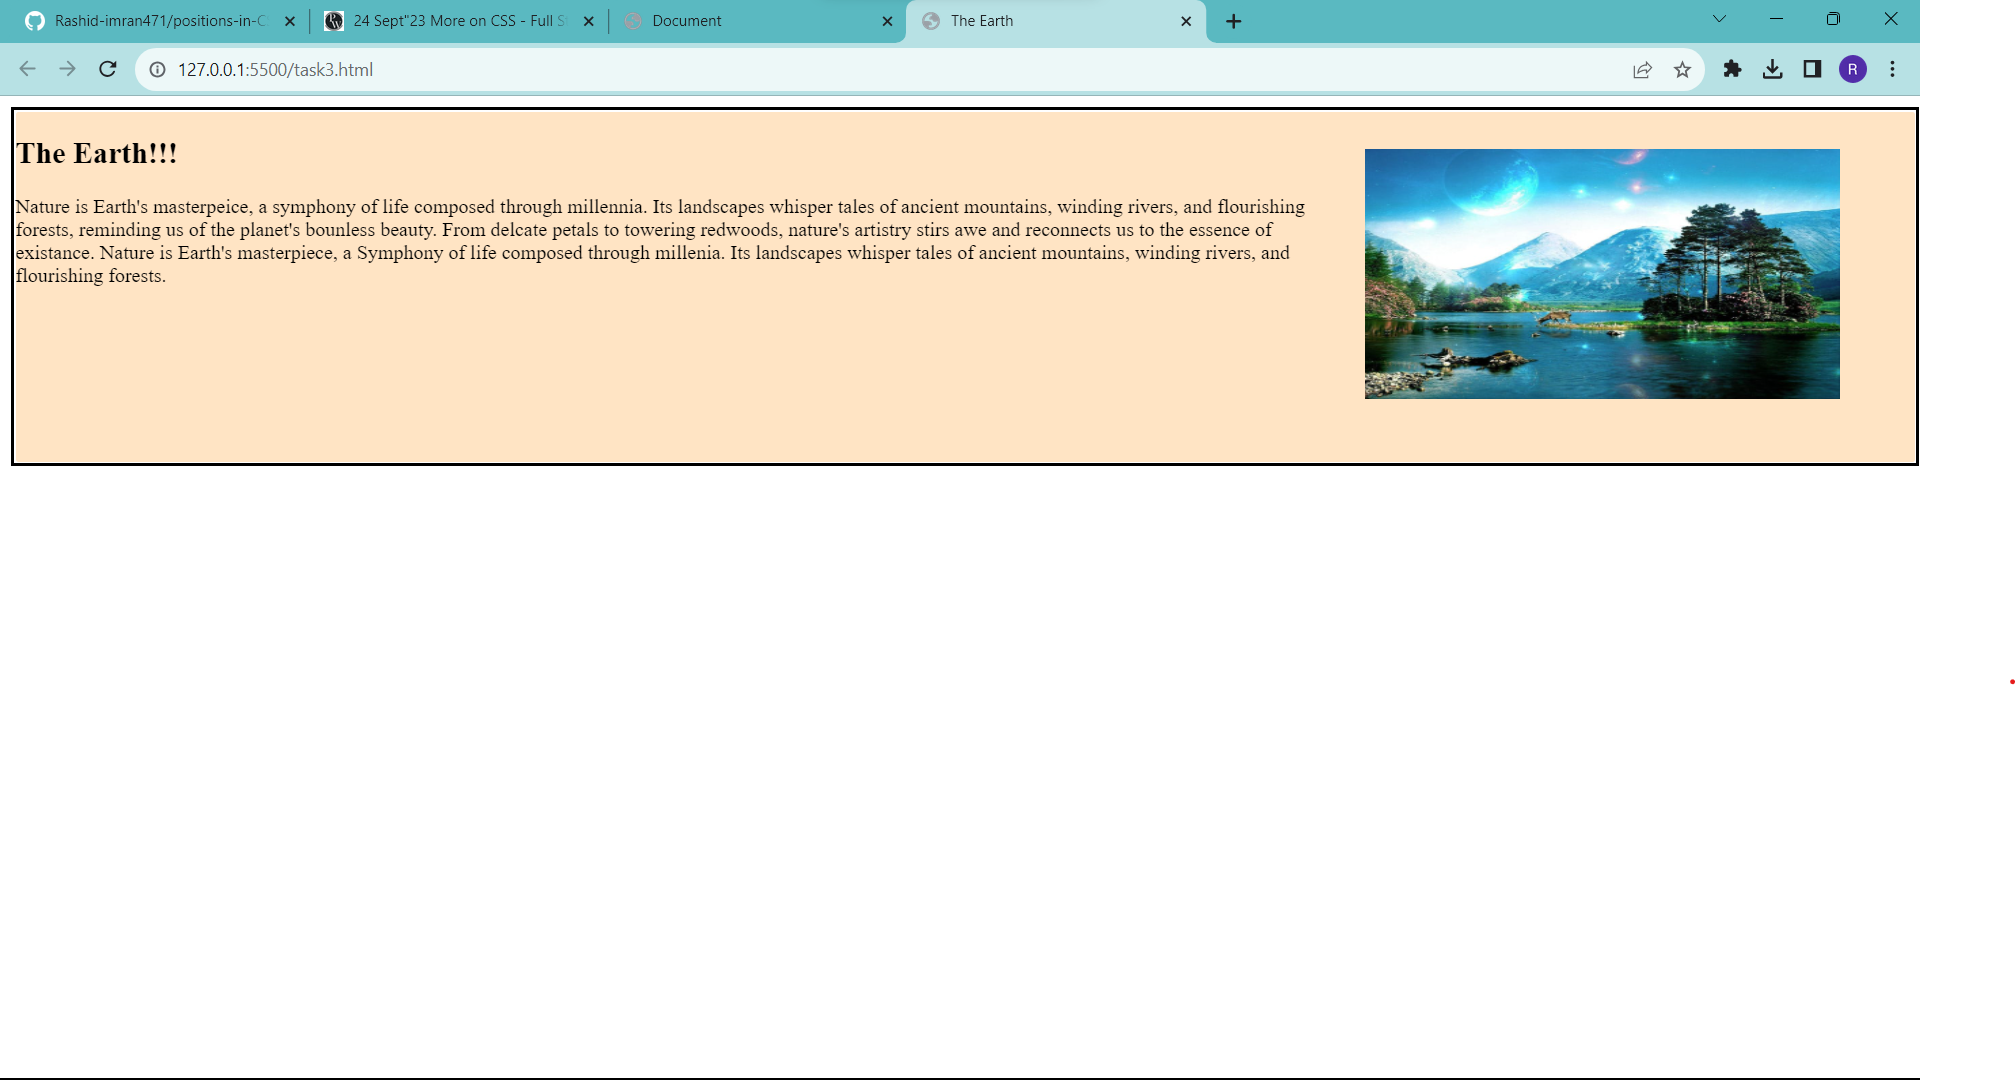 Rashid-imran471/positions-in-C
24 Sept"23 More on CSS - Full S
Document
The Earth
127.0.0.1:5500/task3.html
R
The Earth!!!
Nature is Earth's masterpeice, a symphony of life composed through millennia. Its landscapes whisper tales of ancient mountains, winding rivers, and flourishing
forests, reminding us of the planet's bounless beauty. From delcate petals to towering redwoods, nature's artistry stirs awe and reconnects us to the essence of
existance. Nature is Earth's masterpiece, a Symphony of life composed through millenia. Its landscapes whisper tales of ancient mountains, winding rivers, and
flourishing forests.